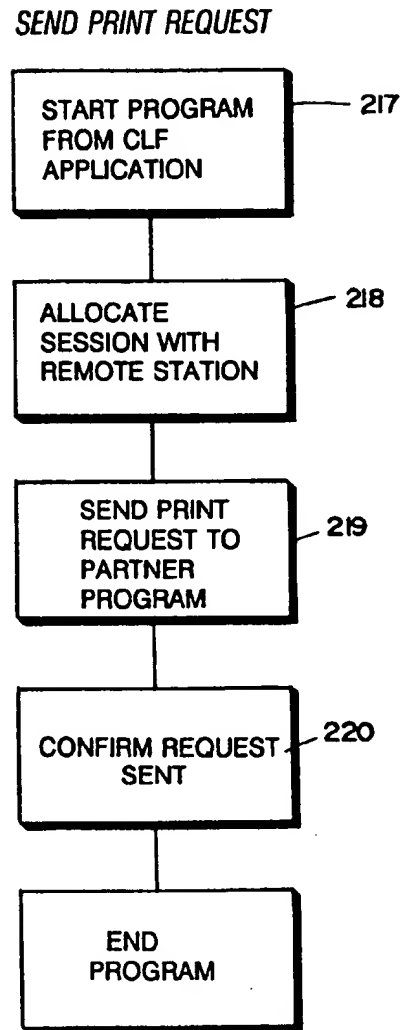 SEND PRINT REQUEST
START PROGRAM
FROM CLF
APPLICATION
217
ALLOCATE
SESSION WITH
REMOTE STATION
218
SEND PRINT
REQUEST TO
PARTNER
PROGRAM
219
CONFIRM REQUEST
SENT
220
END
PROGRAM